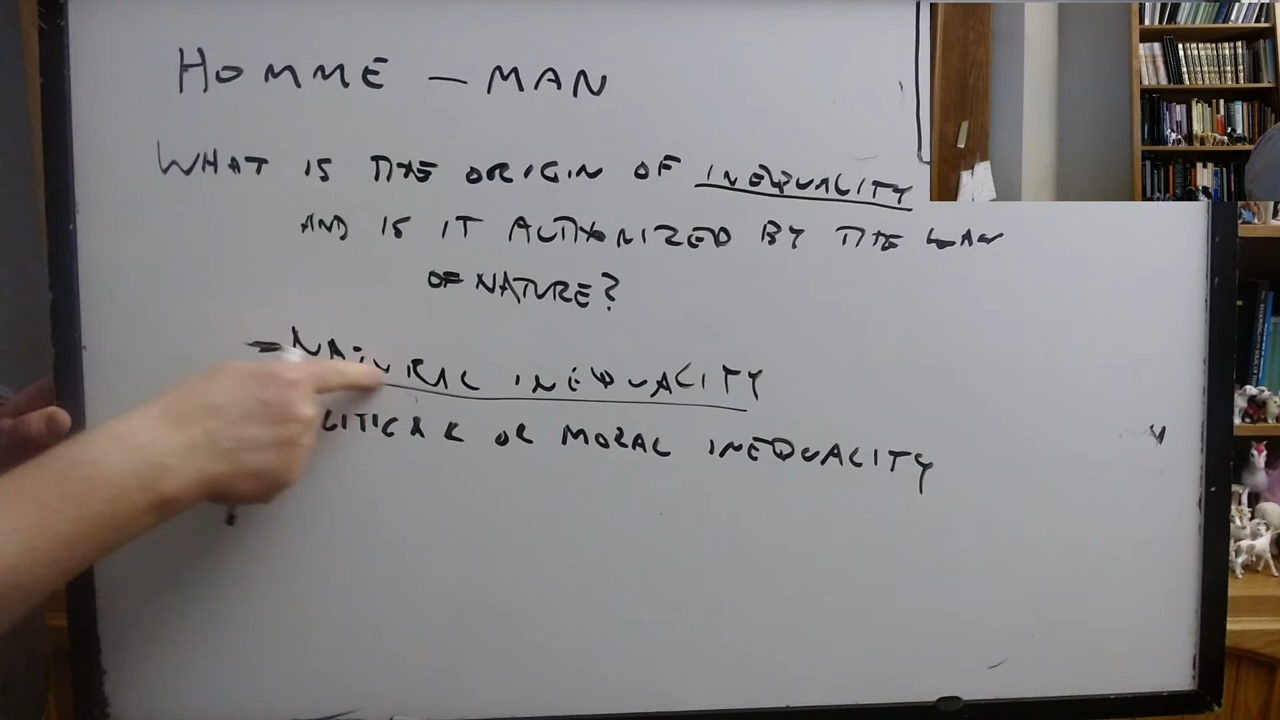 HOMME – MAN
WHAT IS THE ORIGIN OF INEQUALITY
AND IS IT AUTHORIZED BY THE LAW
OF NATURE?
– NATURAL INEQUALITY
LITICAL OR MORAL INEQUALITY